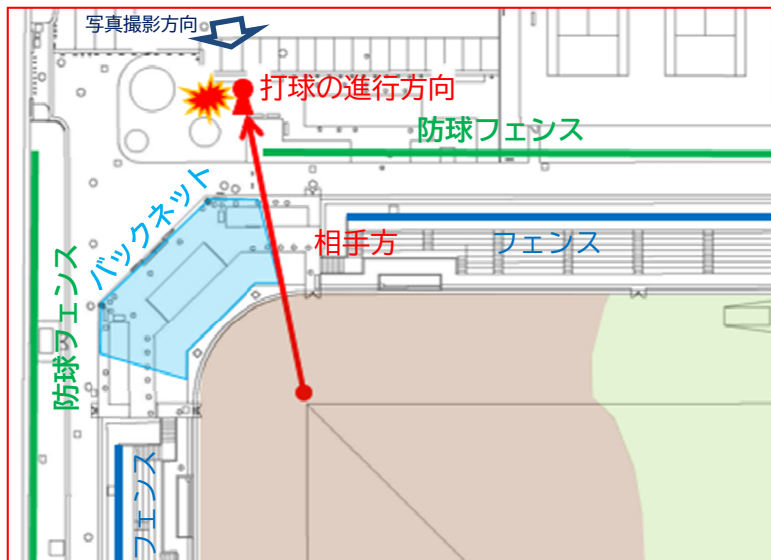 写真撮影方向
打球の進行方向
防球フェンス
バックネット
相手方
フェンス
防球フェンス
フェンス